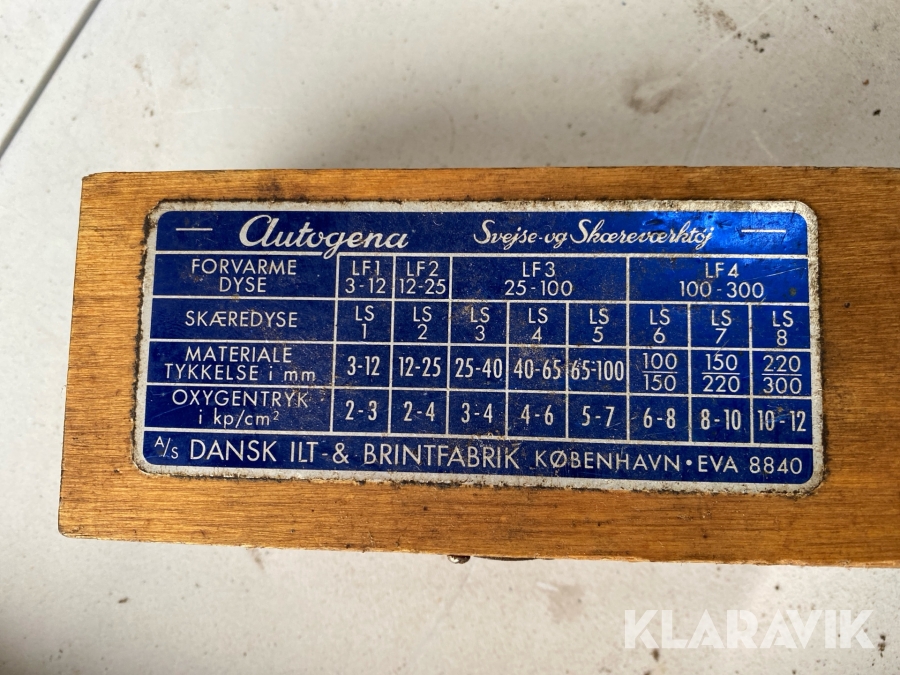 — Autogena Svejse-og Skæreværktøj —
FORVARME DYSE LF1 3-12 LF2 12-25 LF3 25-100 LF4 100-300
SKÆREDYSE LS 1 LS 2 LS 3 LS 4 LS 5 LS 6 LS 7 LS 8
MATERIALE TYKKELSE i mm 3-12 12-25 25-40 40-65 65-100 100/150 150/220 220/300
OXYGENTRYK i kp/cm² 2-3 2-4 3-4 4-6 5-7 6-8 8-10 10-12
A/S DANSK ILT- & BRINTFABRIK KØBENHAVN • EVA 8840
KLARAVIK